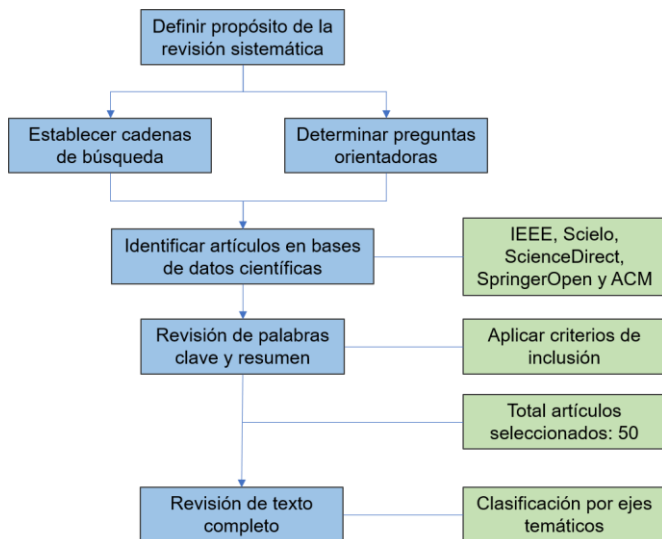 Definir propósito de la
revisión sistemática
Establecer cadenas
de búsqueda
Determinar preguntas
orientadoras
Identificar artículos en bases
de datos científicas
IEEE, Scielo,
ScienceDirect,
SpringerOpen y ACM
Revisión de palabras
clave y resumen
Aplicar criterios de
inclusión
Total artículos
seleccionados: 50
Revisión de texto
completo
Clasificación por ejes
temáticos